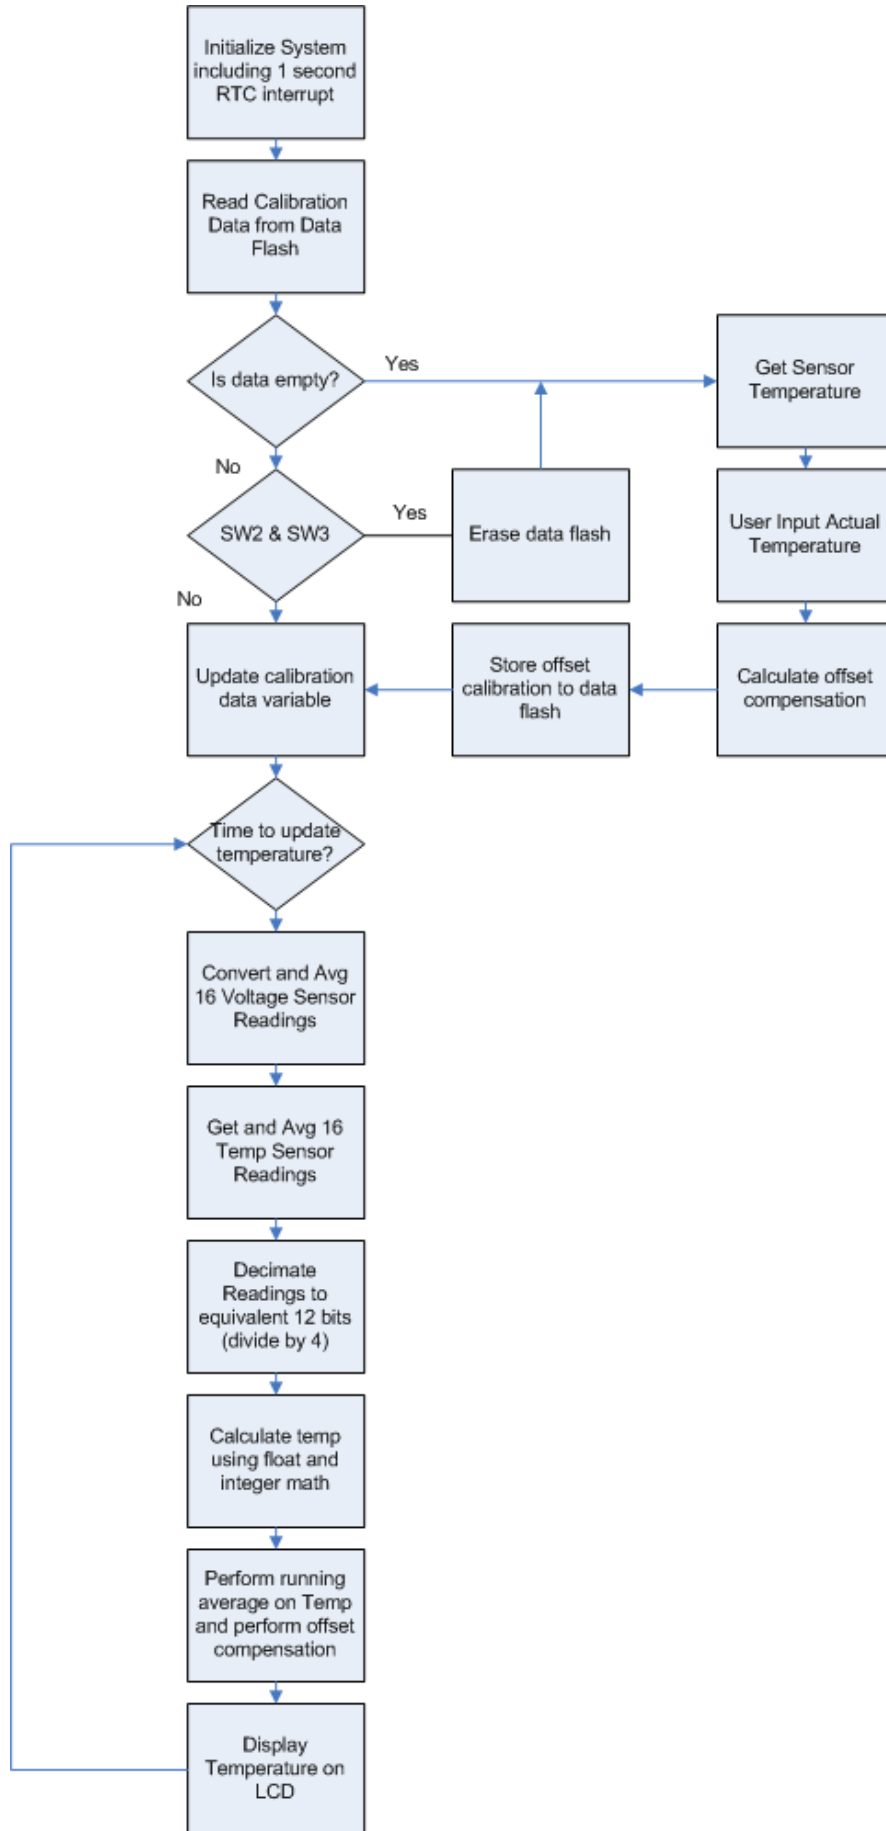 Initialize System
including 1 second
RTC interrupt
Read Calibration
Data from Data
Flash
Is data empty?
Yes
Get Sensor
Temperature
No
SW2 & SW3
Yes
Erase data flash
User Input Actual
Temperature
No
Update calibration
data variable
Store offset
calibration to data
flash
Calculate offset
compensation
Time to update
temperature?
Convert and Avg
16 Voltage Sensor
Readings
Get and Avg 16
Temp Sensor
Readings
Decimate
Readings to
equivalent 12 bits
(divide by 4)
Calculate temp
using float and
integer math
Perform running
average on Temp
and perform offset
compensation
Display
Temperature on
LCD